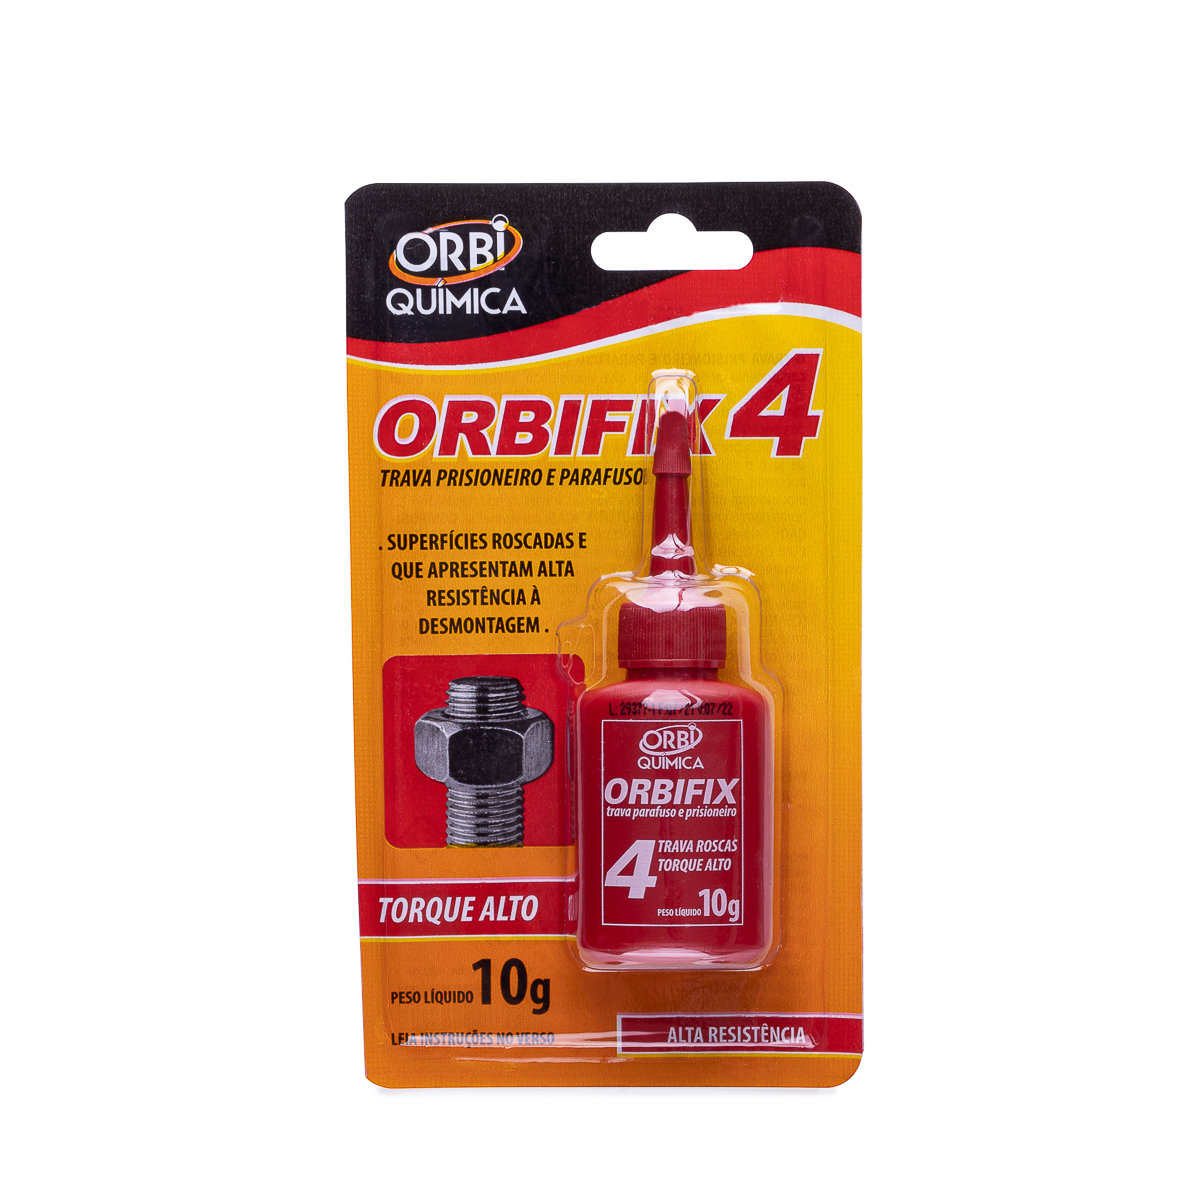 ORBI
QUÍMICA
ORBIFIX 4
TRAVA PRISIONEIRO E PARAFUSO
. SUPERFÍCIES ROSCADAS E
QUE APRESENTAM ALTA
RESISTÊNCIA À
DESMONTAGEM .
TORQUE ALTO
PESO LÍQUIDO 10g
LEIA INSTRUÇÕES NO VERSO
ALTA RESISTÊNCIA
ORBI
QUÍMICA
ORBIFIX
trava parafuso e prisioneiro
4 TRAVA ROSCAS
TORQUE ALTO
PESO LÍQUIDO 10g